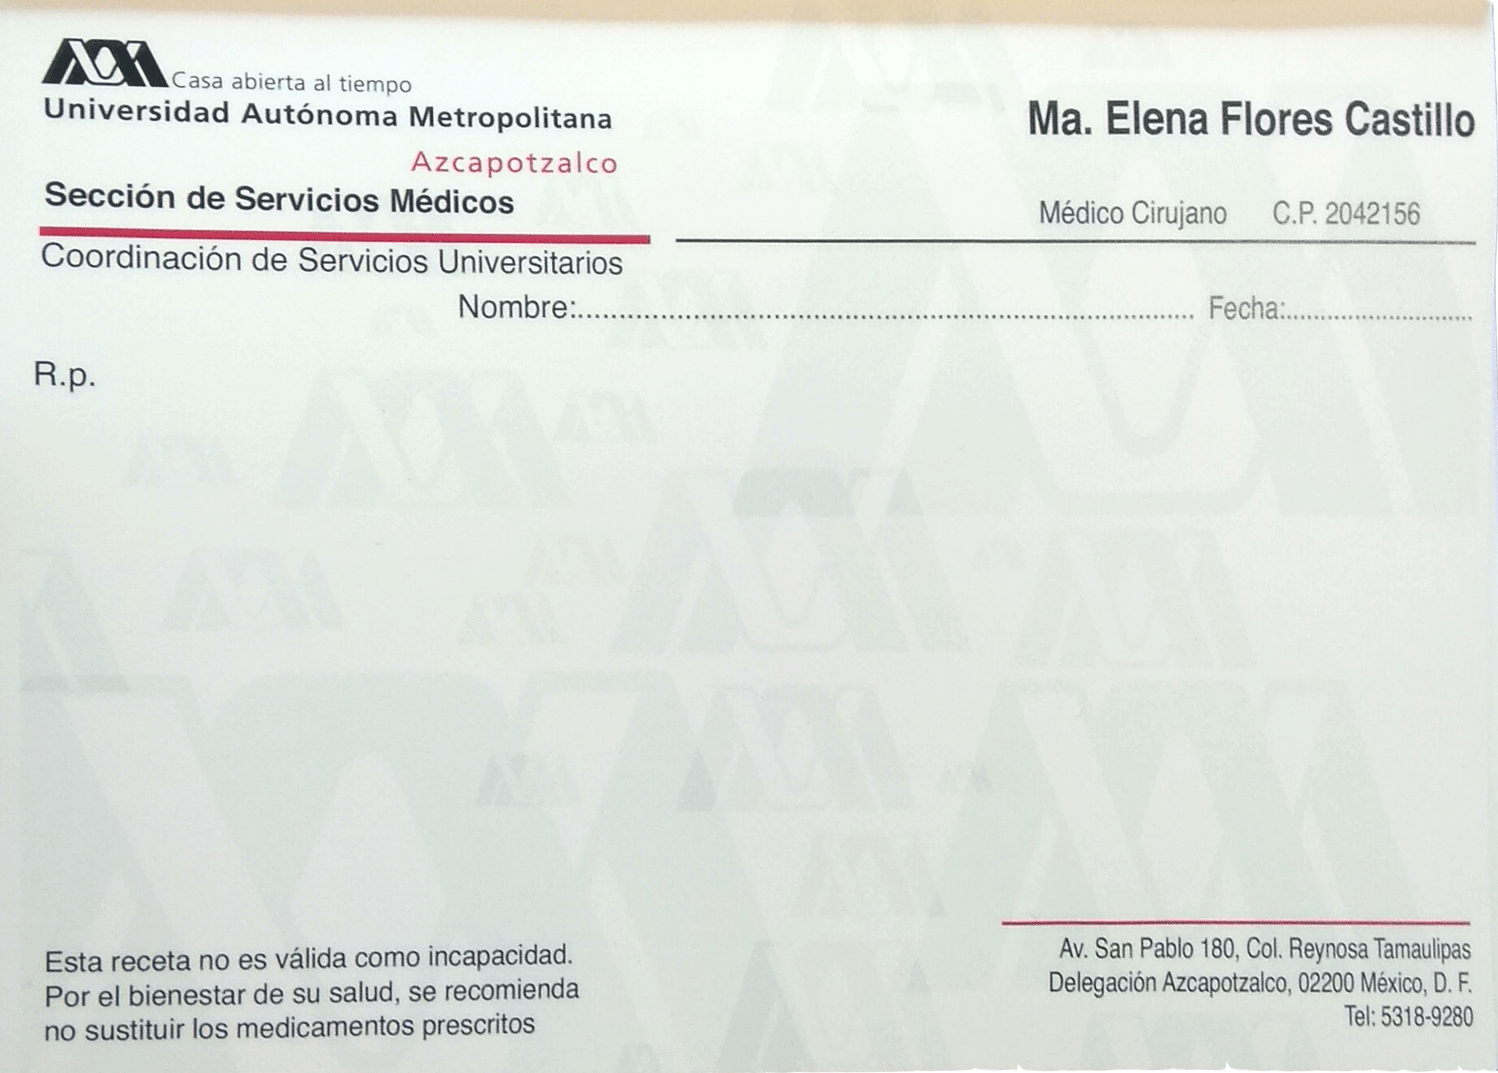 Casa abierta al tiempo
Universidad Autónoma Metropolitana
Azcapotzalco
Sección de Servicios Médicos
Coordinación de Servicios Universitarios
Ma. Elena Flores Castillo
Médico Cirujano C.P. 2042156
Nombre:............................................................................... Fecha:...........................
R.p.
Esta receta no es válida como incapacidad.
Por el bienestar de su salud, se recomienda
no sustituir los medicamentos prescritos
Av. San Pablo 180, Col. Reynosa Tamaulipas
Delegación Azcapotzalco, 02200 México, D. F.
Tel: 5318-9280